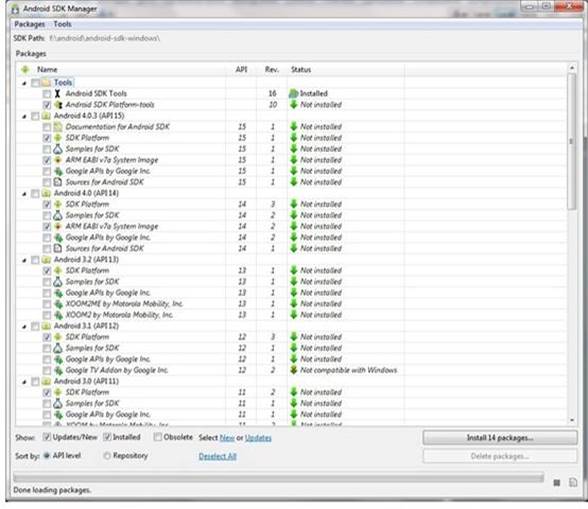 Android SDK Manager
Packages Tools
SDK Path: f:\android\android-sdk-windows\
Packages
Name API Rev. Status
Tools
Android SDK Tools 16 Installed
Android SDK Platform-tools 10 Not installed
Android 4.0.3 (API 15)
Documentation for Android SDK 15 1 Not installed
SDK Platform 15 1 Not installed
Samples for SDK 15 1 Not installed
ARM EABI v7a System Image 15 1 Not installed
Google APIs by Google Inc. 15 1 Not installed
Sources for Android SDK 15 1 Not installed
Android 4.0 (API 14)
SDK Platform 14 3 Not installed
Samples for SDK 14 2 Not installed
ARM EABI v7a System Image 14 2 Not installed
Google APIs by Google Inc. 14 2 Not installed
Sources for Android SDK 14 1 Not installed
Android 3.2 (API 13)
SDK Platform 13 1 Not installed
Samples for SDK 13 1 Not installed
Google APIs by Google Inc. 13 1 Not installed
XOOM2ME by Motorola Mobility, Inc. 13 1 Not installed
XOOM2 by Motorola Mobility, Inc. 13 1 Not installed
Android 3.1 (API 12)
SDK Platform 12 3 Not installed
Samples for SDK 12 1 Not installed
Google APIs by Google Inc. 12 1 Not installed
Google TV Addon by Google Inc. 12 2 Not compatible with Windows
Android 3.0 (API 11)
SDK Platform 11 2 Not installed
Samples for SDK 11 1 Not installed
Google APIs by Google Inc. 11 1 Not installed
XOOM by Motorola Mobility, Inc. 11 2 Not installed
Show: Updates/New Installed Obsolete Select New or Updates Install 14 packages...
Sort by: API level Repository Deselect All Delete packages...
Done loading packages.